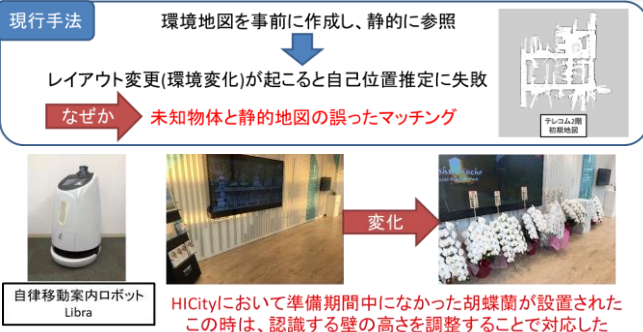 現行手法
環境地図を事前に作成し、静的に参照
レイアウト変更(環境変化)が起こると自己位置推定に失敗
なぜか
未知物体と静的地図の誤ったマッチング
テレコム2階
初期地図
変化
自律移動案内ロボット
Libra
HICityにおいて準備期間中になかった胡蝶蘭が設置された
この時は、認識する壁の高さを調整することで対応した